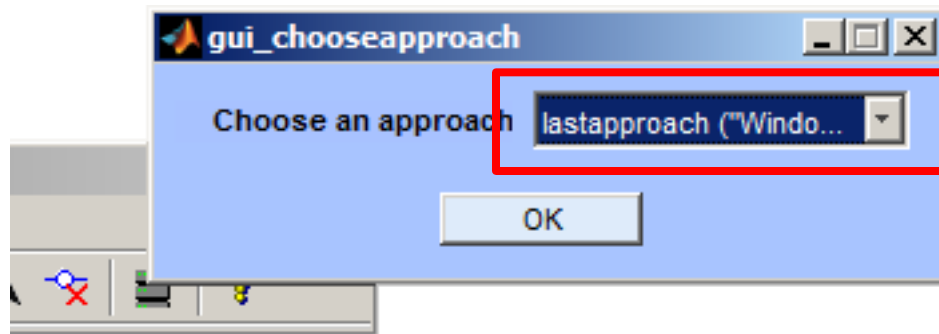 gui_chooseapproach
Choose an approach
lastapproach ("Windo...
OK